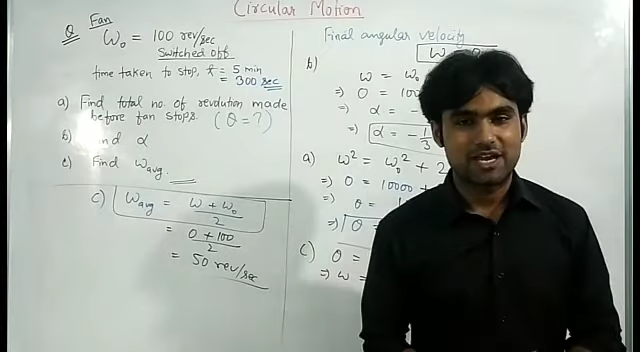 Circular Motion
Q Fan
ω₀ = 100 rev/sec
Switched off
time taken to stop, t = 5 min
= 300 sec
a) Find total no. of revolution made
before fan stops. (θ = ?)
b) ind α
c) Find ωavg.
c) ωavg = ω + ω₀ / 2
= 0 + 100 / 2
= 50 rev/sec
Final angular velocity
b)
ω = ω₀
⇒ 0 = 100
⇒ α = -
⇒ α = - 1/3
a) ω² = ω₀² + 2
⇒ 0 = 10000 +
⇒ θ =
⇒ θ =
(c) θ =
⇒ ω =